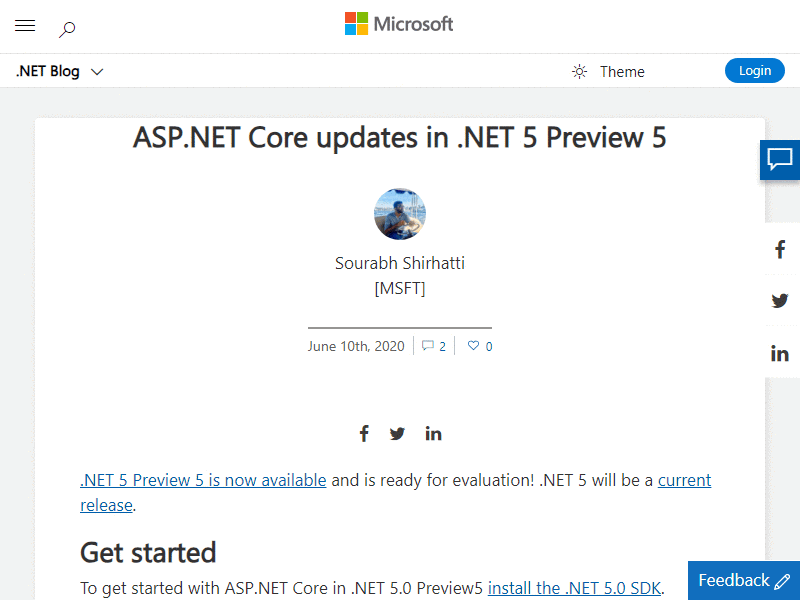 Microsoft
.NET Blog
Theme
Login
ASP.NET Core updates in .NET 5 Preview 5
Sourabh Shirhatti
[MSFT]
June 10th, 2020
2
0
.NET 5 Preview 5 is now available and is ready for evaluation! .NET 5 will be a current
release.
Get started
To get started with ASP.NET Core in .NET 5.0 Preview5 install the .NET 5.0 SDK.
Feedback